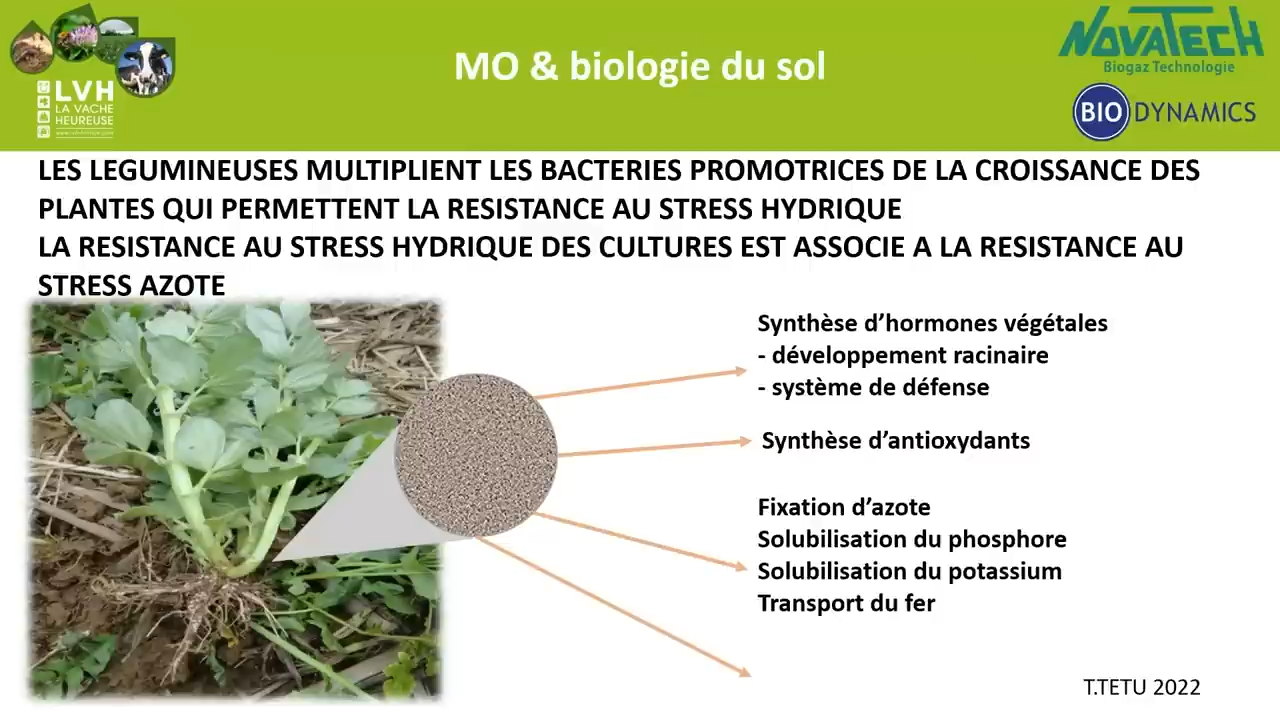 MO & biologie du sol
NOVATECH
Biogaz Technologie
BIODYNAMICS
LVH
LA VACHE
HEUREUSE
LES LEGUMINEUSES MULTIPLIENT LES BACTERIES PROMOTRICES DE LA CROISSANCE DES
PLANTES QUI PERMETTENT LA RESISTANCE AU STRESS HYDRIQUE
LA RESISTANCE AU STRESS HYDRIQUE DES CULTURES EST ASSOCIE A LA RESISTANCE AU
STRESS AZOTE
Synthèse d’hormones végétales
- développement racinaire
- système de défense
Synthèse d’antioxydants
Fixation d’azote
Solubilisation du phosphore
Solubilisation du potassium
Transport du fer
T.TETU 2022